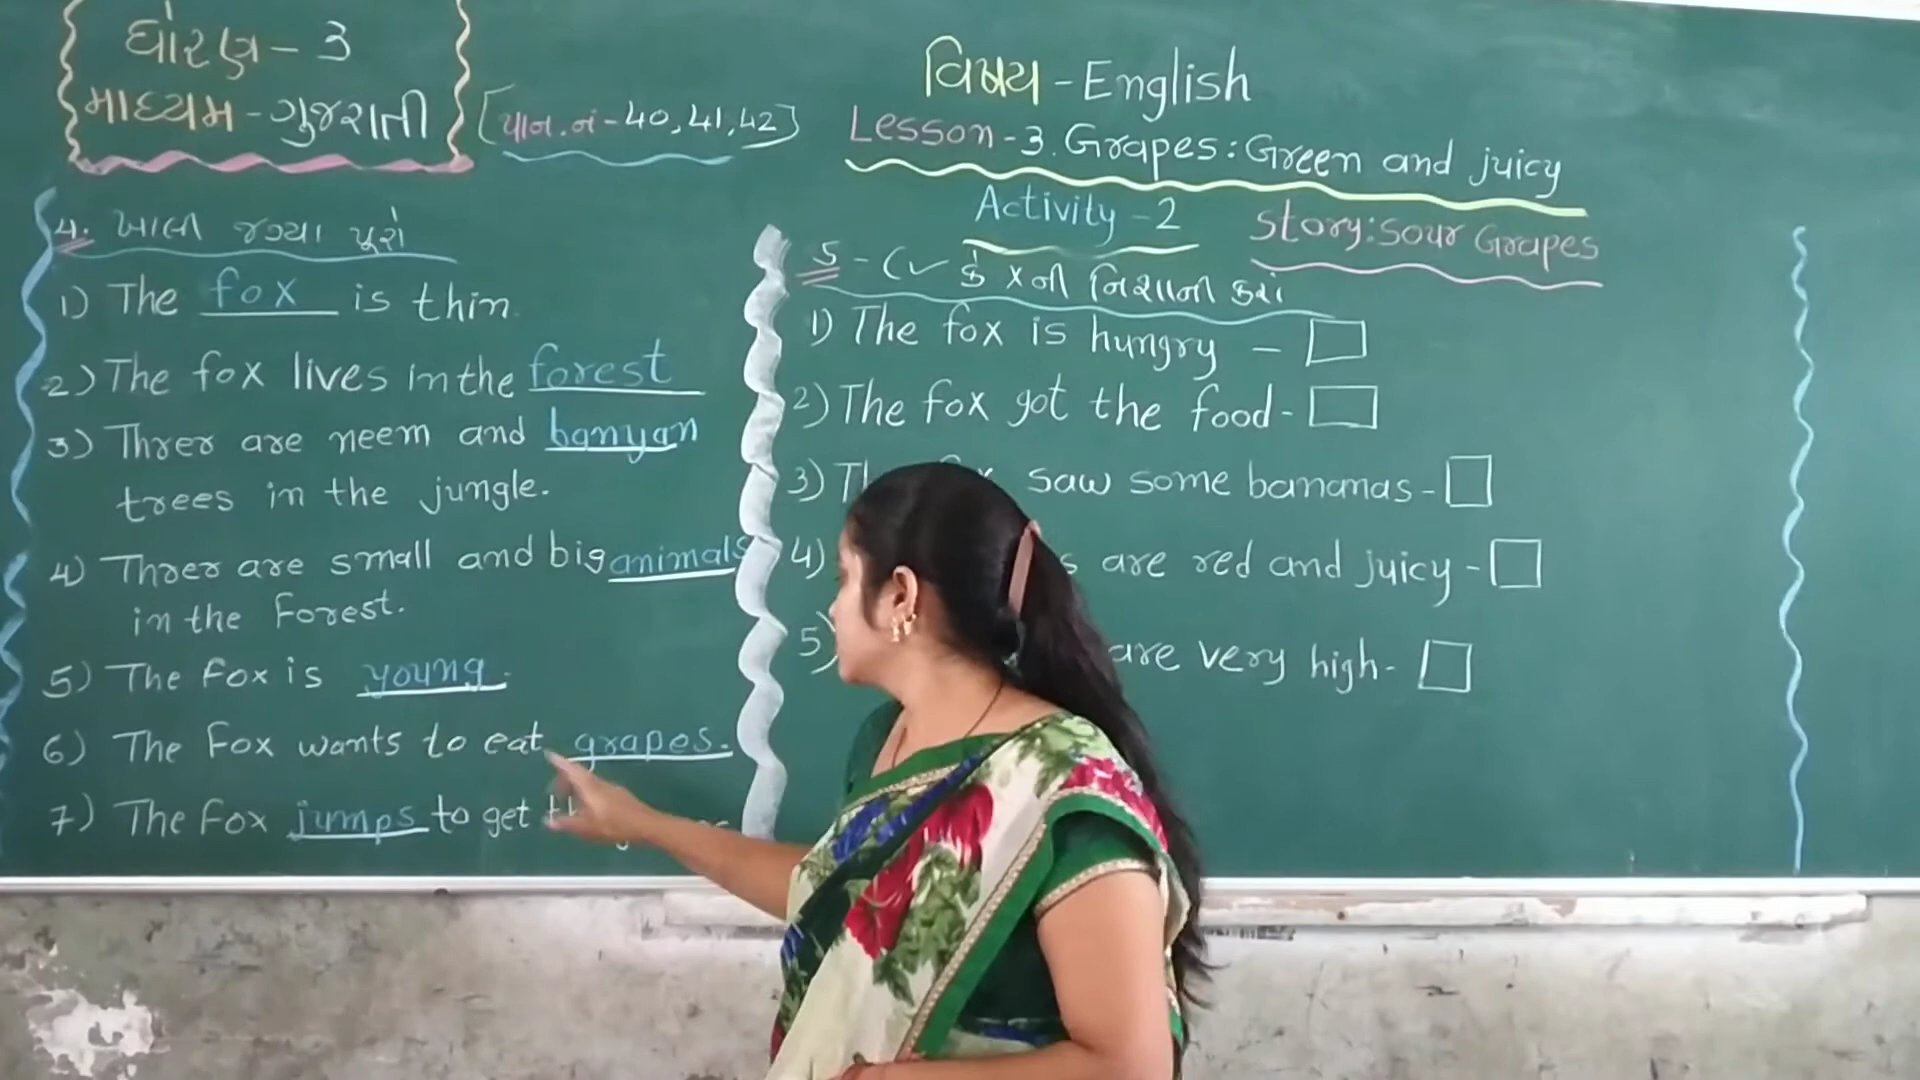 ધોરણ - 3
માધ્યમ - ગુજરાતી
[પાન.નં - 40, 41, 42]
વિષય - English
Lesson - 3. Grapes : Green and juicy
Activity - 2
Story : Sour Grapes
4. ખાલી જગ્યા પૂરો
1) The fox is thin.
2) The fox lives in the forest
3) Threr are neem and banyan
trees in the jungle.
4) Threr are small and big animals
in the Forest.
5) The Fox is young.
6) The Fox wants to eat grapes.
7) The Fox jumps to get
5 - (✓ કે X ની નિશાની કરો
1) The fox is hungry - □
2) The fox got the food - □
3) saw some bananas - □
4) are red and juicy - □
5) are very high - □